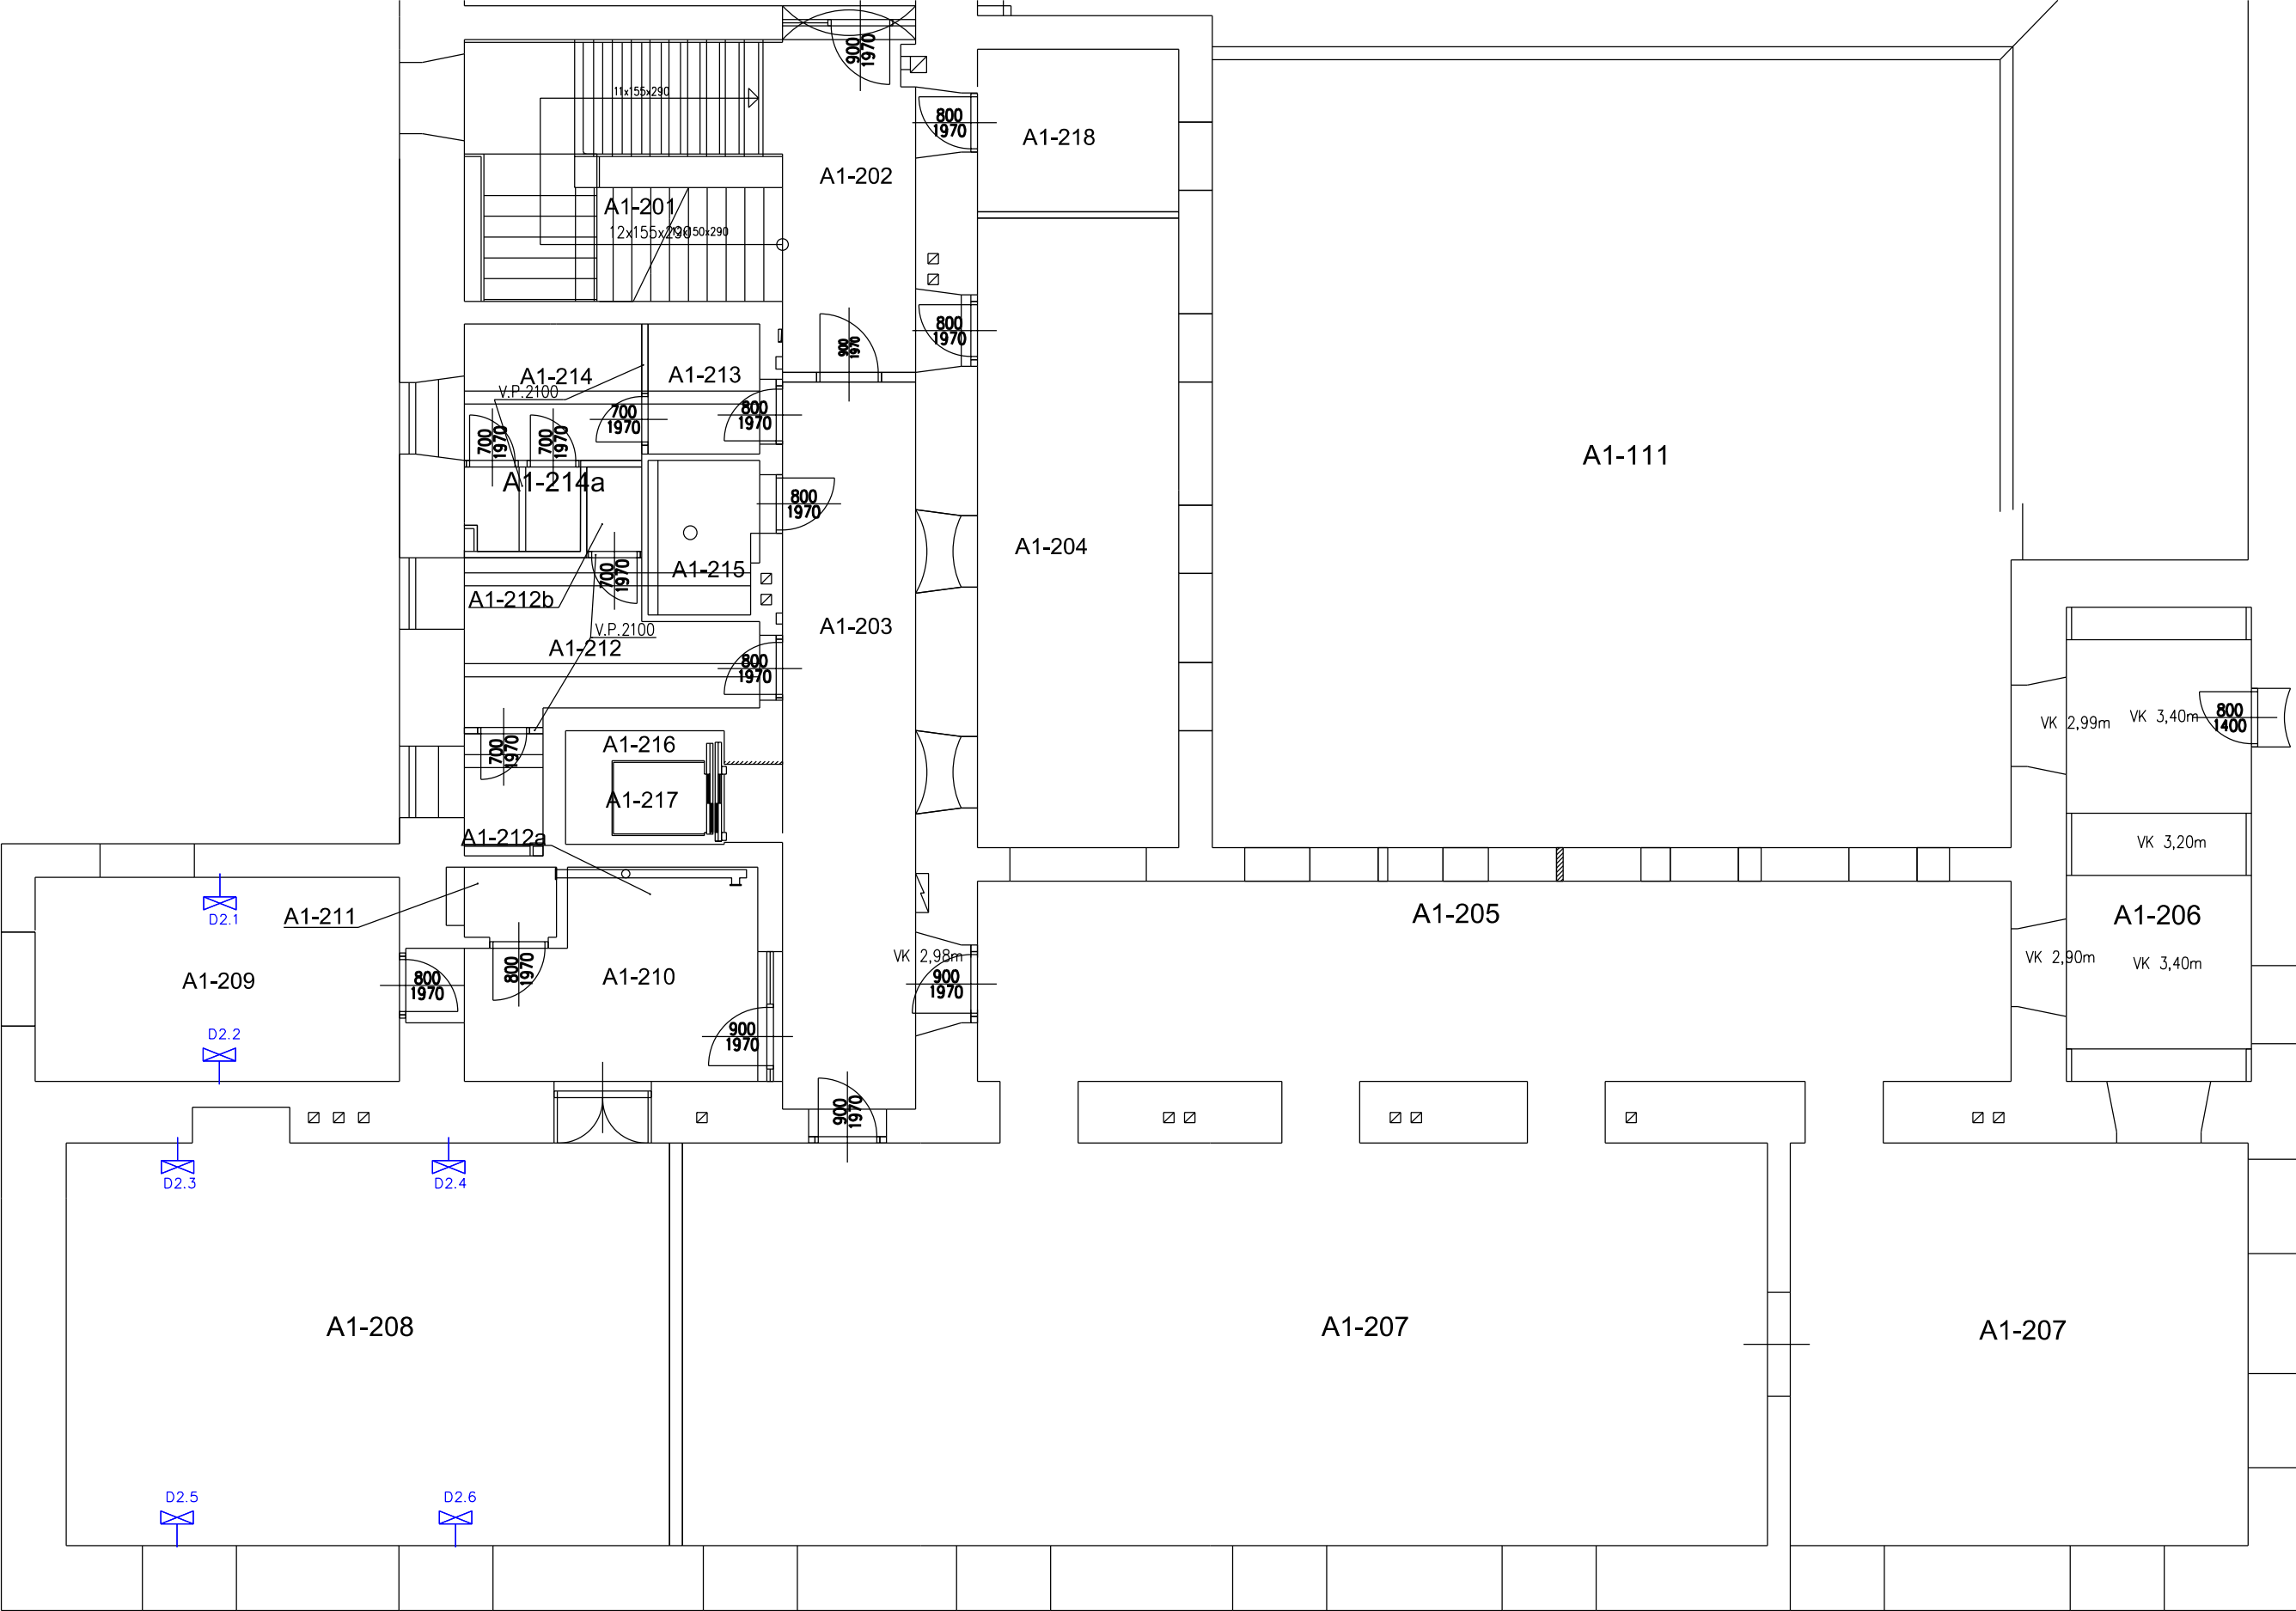 900
1970
11x155x290
800
1970
A1-218
A1-202
A1-201
12x155x290
800
1970
900
1970
A1-214
A1-213
V.P.2100
700
1970
800
1970
700
1970
700
1970
A1-111
A1-214a
800
1970
A1-204
A1-215
700
1970
A1-212b
V.P.2100
A1-203
A1-212
800
1970
VK 2,99m
VK 3,40m
800
1400
700
1970
A1-216
A1-217
A1-212a
VK 3,20m
A1-211
D2.1
A1-205
A1-206
VK 2,98m
VK 2,90m
VK 3,40m
A1-209
800
1970
800
1970
A1-210
900
1970
D2.2
900
1970
900
1970
D2.3
D2.4
A1-208
A1-207
A1-207
D2.5
D2.6